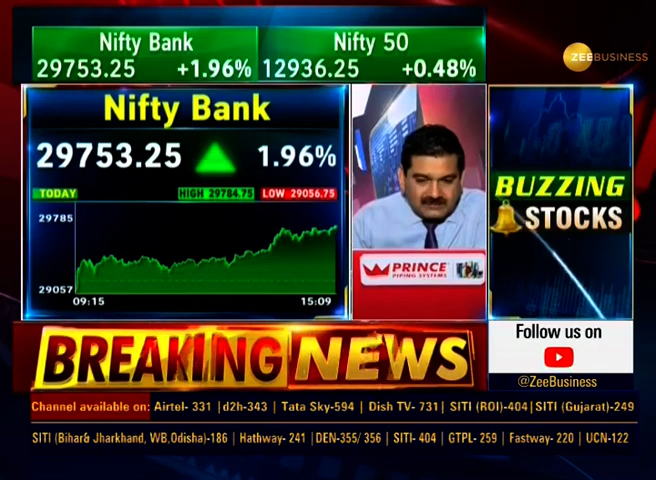 Nifty Bank
29753.25 +1.96%
Nifty 50
12936.25 +0.48%
ZEEBUSINESS
Nifty Bank
29753.25 1.96%
TODAY HIGH 29784.75 LOW 29056.75
29785
29057
09:15 15:09
PRINCE
PIPING SYSTEMS
BUZZING
STOCKS
BREAKING NEWS
Follow us on
@ZeeBusiness
Channel available on: Airtel- 331 |d2h-343 | Tata Sky-594 | Dish TV- 731| SITI (ROI)-404| SITI (Gujarat)-249
SITI (Bihar& Jharkhand, WB,Odisha)-186 | Hathway- 241 |DEN-355/ 356 | SITI- 404 | GTPL- 259 | Fastway- 220 | UCN-122